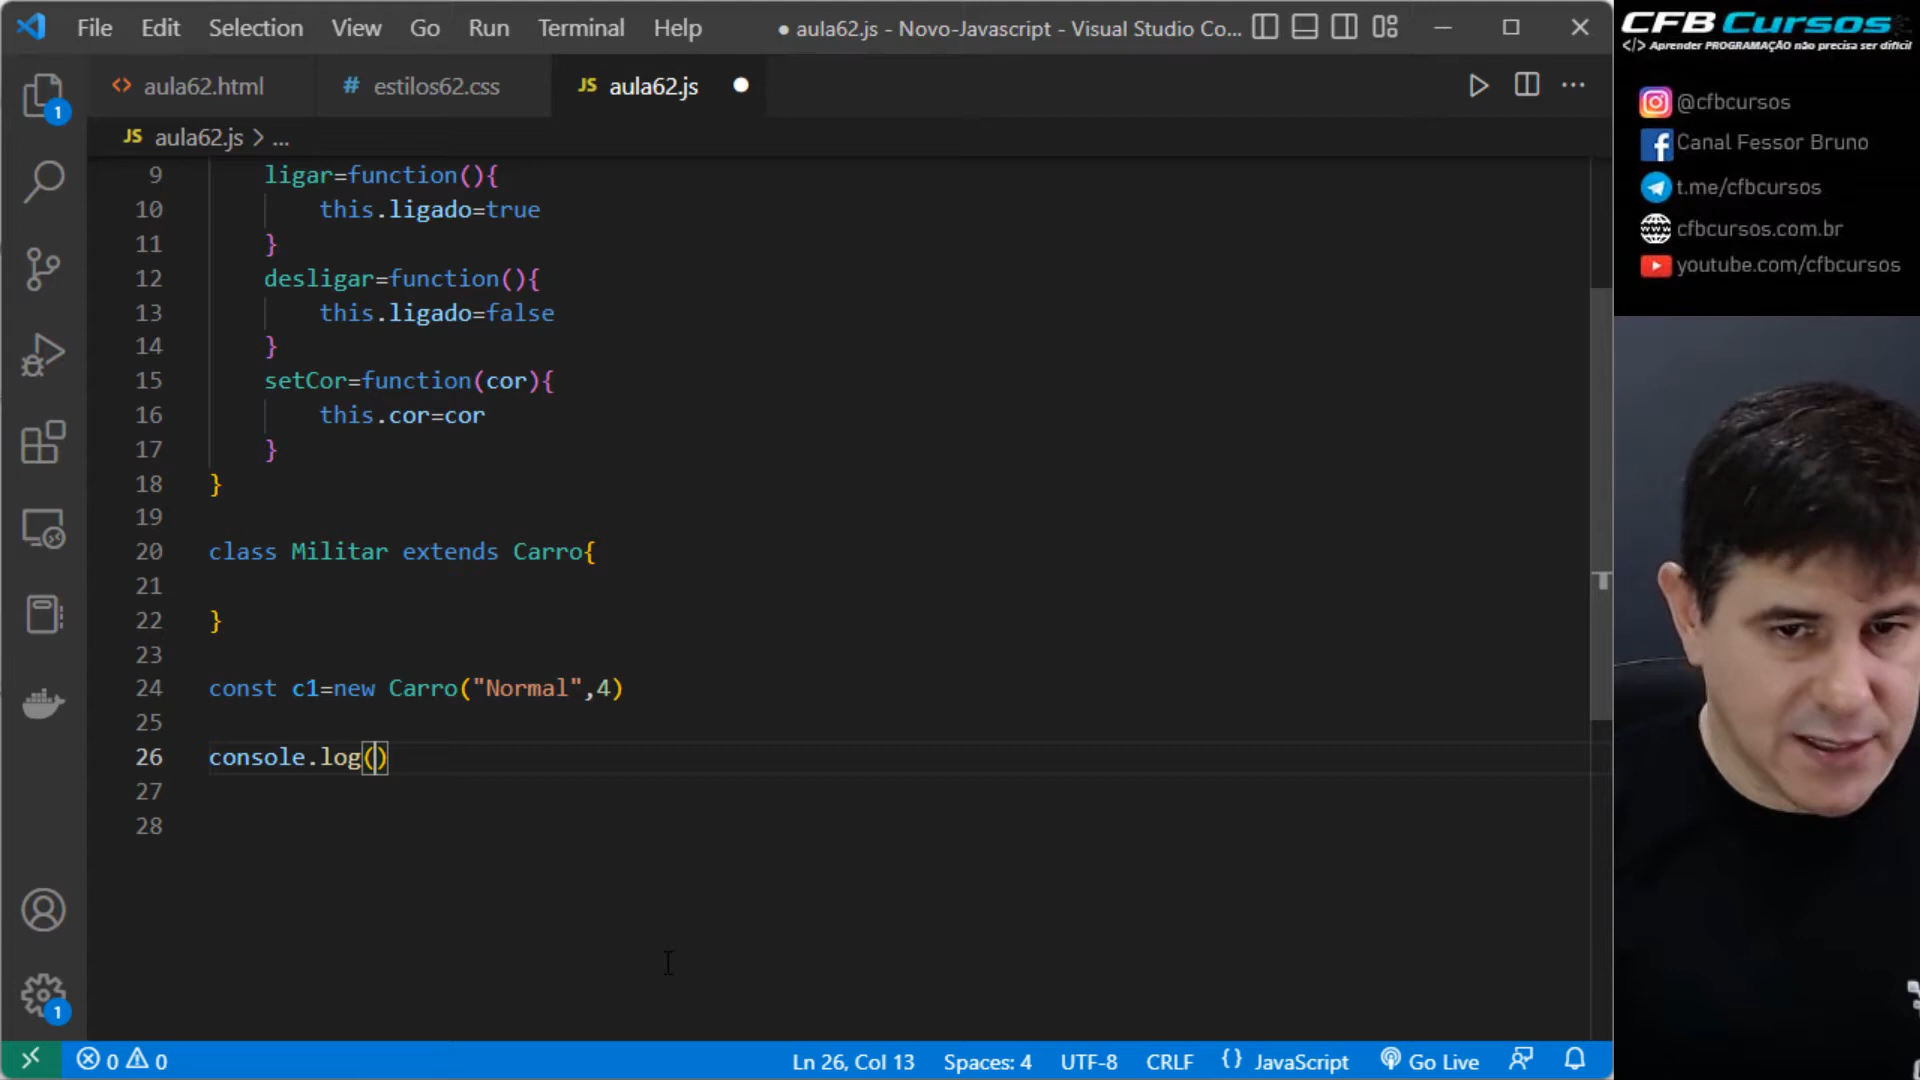 File Edit Selection View Go Run Terminal Help
● aula62.js - Novo-Javascript - Visual Studio Co...
<> aula62.html
# estilos62.css
JS aula62.js
JS aula62.js > ...
1
9 ligar=function(){
10 this.ligado=true
11 }
12 desligar=function(){
13 this.ligado=false
14 }
15 setCor=function(cor){
16 this.cor=cor
17 }
18 }
19
20 class Militar extends Carro{
21
22 }
23
24 const c1=new Carro("Normal",4)
25
26 console.log()
27
28
1
0 0
Ln 26, Col 13 Spaces: 4 UTF-8 CRLF {} JavaScript Go Live
CFB Cursos
</> Aprender PROGRAMAÇÃO não precisa ser difícil
@cfbcursos
Canal Fessor Bruno
t.me/cfbcursos
cfbcursos.com.br
youtube.com/cfbcursos